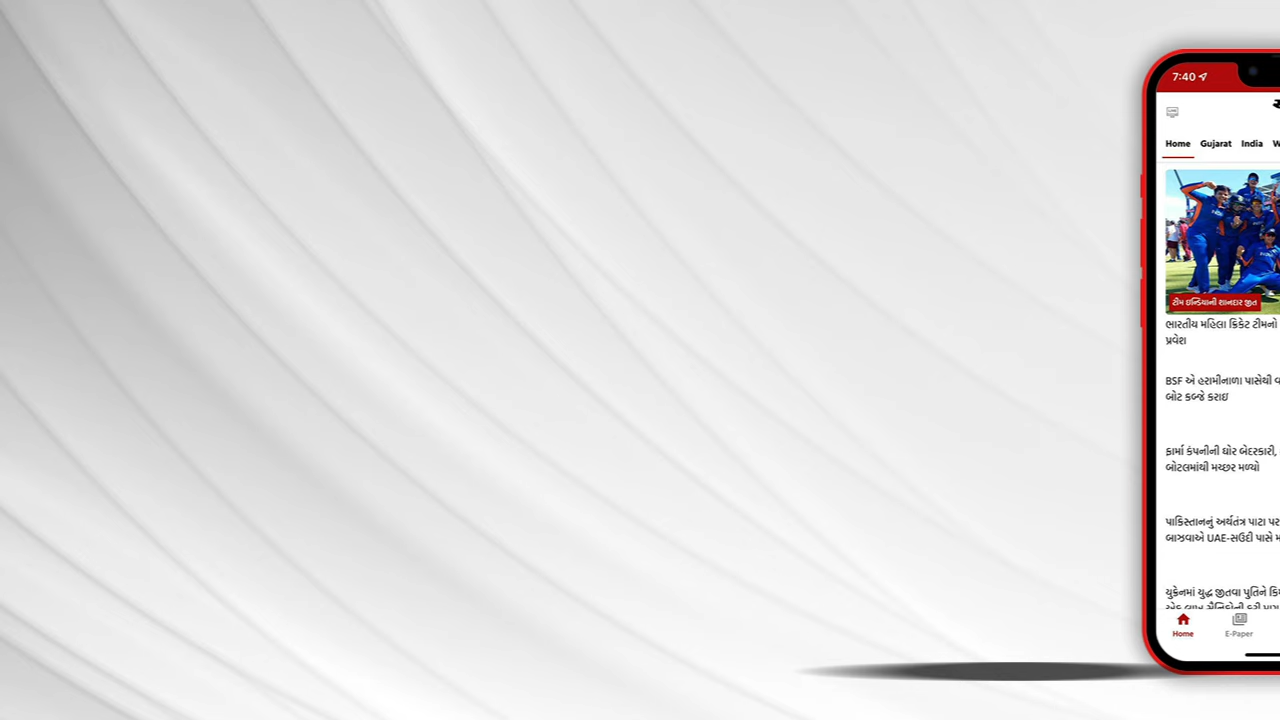 7:40
Home Gujarat India
ટીમ ઇન્ડિયાની શાનદાર જીત
ભારતીય મહિલા ક્રિકેટ ટીમનો
પ્રવેશ
BSF એ હરામીનાળા પાસેથી
બોટ કબ્જે કરાઇ
ફાર્મા કંપનીની ઘોર બેદરકારી,
બોટલમાંથી મચ્છર મળ્યો
પાકિસ્તાનનું અર્થતંત્ર પાટા પર
બાઝવાએ UAE-સઉદી પાસે
યુક્રેનમાં યુદ્ધ જીતવા પુતિને
Home E-Paper